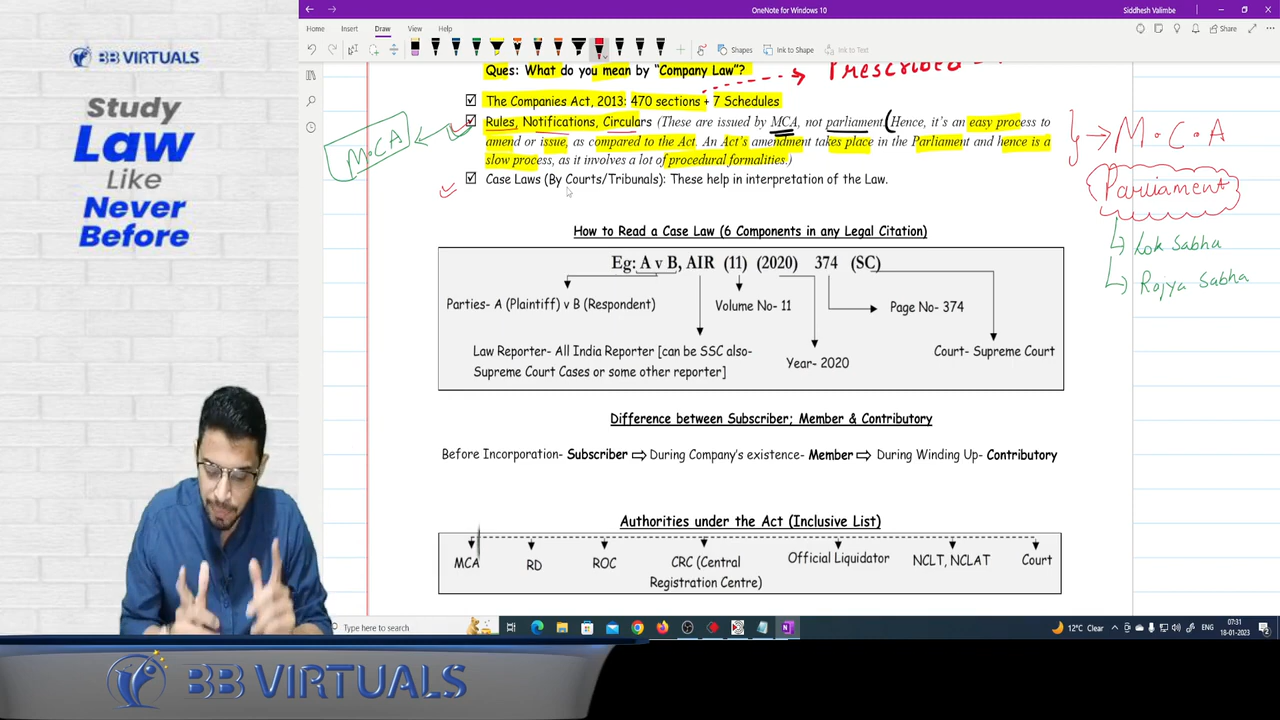 OneNote for Windows 10
Siddhesh Valimbe
Home Insert Draw View Help
Share
Shapes
Ink to Shape
Ink to Text
BB VIRTUALS
Study
Law
Like
Never
Before
Ques: What do you mean by "Company Law"?
Prescribed
The Companies Act, 2013: 470 sections + 7 Schedules
Rules, Notifications, Circulars (These are issued by MCA, not parliament. Hence, it's an easy process to
amend or issue, as compared to the Act. An Act's amendment takes place in the Parliament and hence is a
slow process, as it involves a lot of procedural formalities.)
Case Laws (By Courts/Tribunals): These help in interpretation of the Law.
M.CA
M.C A
Parliament
Lok Sabha
Rajya Sabha
How to Read a Case Law (6 Components in any Legal Citation)
Eg: A v B, AIR (11) (2020) 374 (SC)
Parties- A (Plaintiff) v B (Respondent)
Volume No- 11
Page No- 374
Law Reporter- All India Reporter [can be SSC also-
Supreme Court Cases or some other reporter]
Year- 2020
Court- Supreme Court
Difference between Subscriber; Member & Contributory
Before Incorporation- Subscriber ⇨ During Company's existence- Member ⇨ During Winding Up- Contributory
Authorities under the Act (Inclusive List)
MCA
RD
ROC
CRC (Central
Registration Centre)
Official Liquidator
NCLT, NCLAT
Court
Type here to search
12°C Clear
ENG
07:31
18-01-2023
BB VIRTUALS